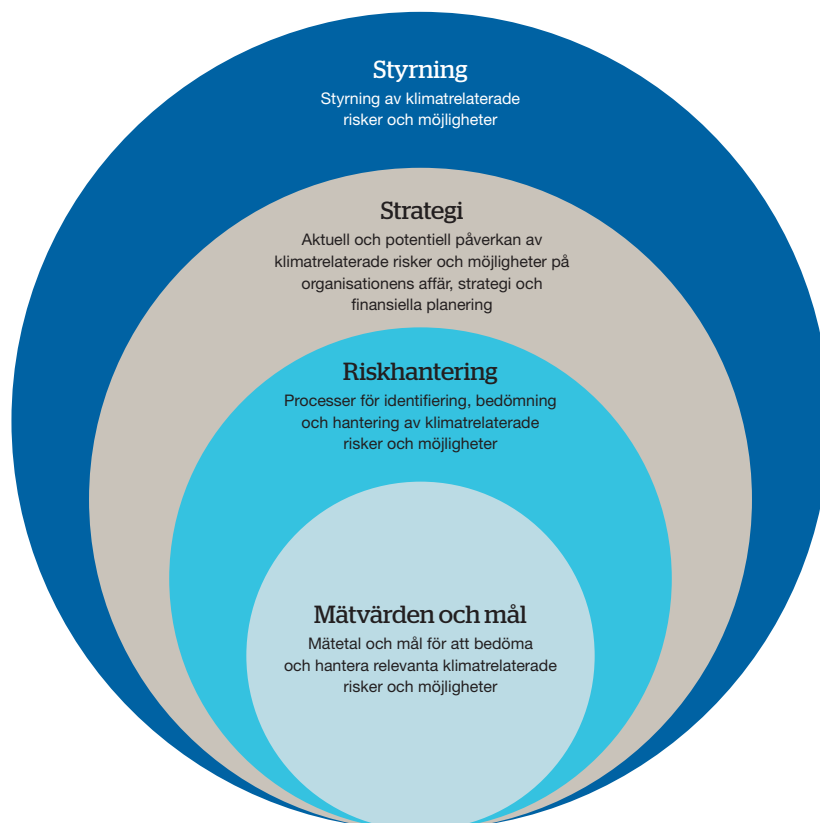 Styrning
Styrning av klimatrelaterade
risker och möjligheter
Strategi
Aktuell och potentiell påverkan av
klimatrelaterade risker och möjligheter på
organisationens affär, strategi och
finansiella planering
Riskhantering
Processer för identifiering, bedömning
och hantering av klimatrelaterade
risker och möjligheter
Mätvärden och mål
Mätetal och mål för att bedöma
och hantera relevanta klimatrelaterade
risker och möjligheter